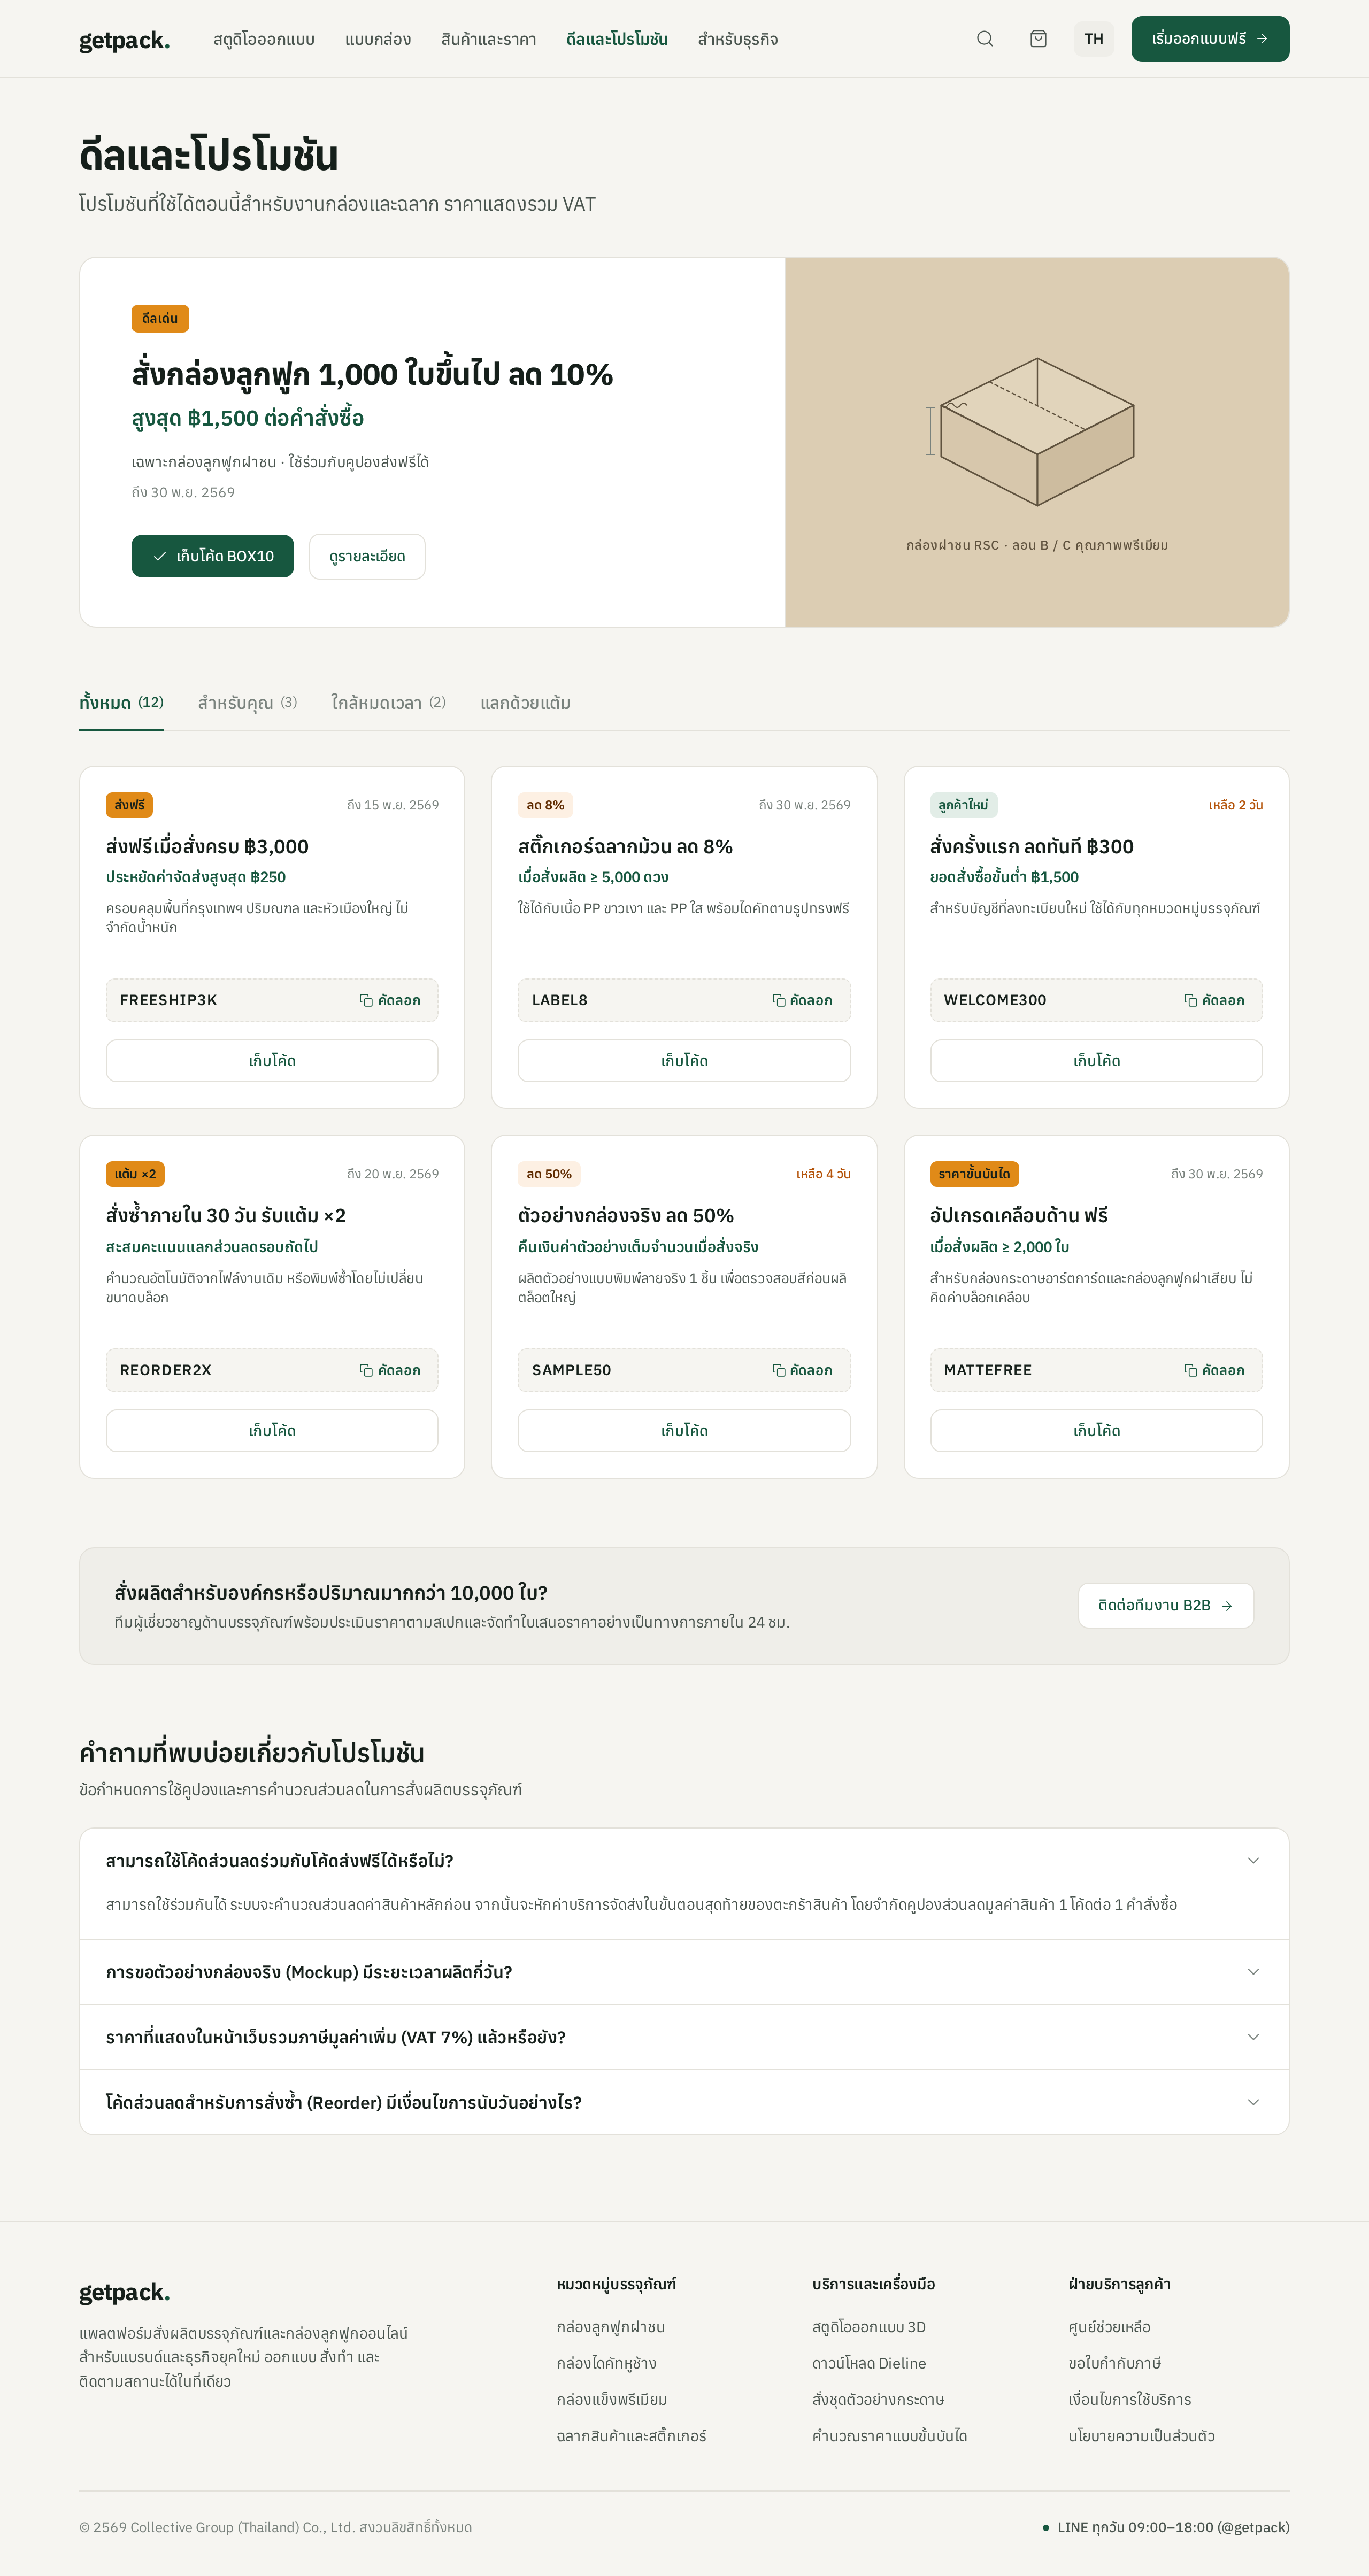 getpack.
สตูดิโอออกแบบ
แบบกล่อง
สินค้าและราคา
ดีลและโปรโมชัน
สำหรับธุรกิจ
TH
เริ่มออกแบบฟรี
ดีลและโปรโมชัน
โปรโมชันที่ใช้ได้ตอนนี้สำหรับงานกล่องและฉลาก ราคาแสดงรวม VAT
ดีลเด่น
สั่งกล่องลูกฟูก 1,000 ใบขึ้นไป ลด 10%
สูงสุด ฿1,500 ต่อคำสั่งซื้อ
เฉพาะกล่องลูกฟูกฝาชน · ใช้ร่วมกับคูปองส่งฟรีได้
ถึง 30 พ.ย. 2569
เก็บโค้ด BOX10
ดูรายละเอียด
กล่องฝาชน RSC · ลอน B / C คุณภาพพรีเมียม
ทั้งหมด (12)
สำหรับคุณ (3)
ใกล้หมดเวลา (2)
แลกด้วยแต้ม
ส่งฟรี
ถึง 15 พ.ย. 2569
ส่งฟรีเมื่อสั่งครบ ฿3,000
ประหยัดค่าจัดส่งสูงสุด ฿250
ครอบคลุมพื้นที่กรุงเทพฯ ปริมณฑล และหัวเมืองใหญ่ ไม่
จำกัดน้ำหนัก
FREESHIP3K
คัดลอก
เก็บโค้ด
ลด 8%
ถึง 30 พ.ย. 2569
สติ๊กเกอร์ฉลากม้วน ลด 8%
เมื่อสั่งผลิต ≥ 5,000 ดวง
ใช้ได้กับเนื้อ PP ขาวเงา และ PP ใส พร้อมไดคัทตามรูปทรงฟรี
LABEL8
คัดลอก
เก็บโค้ด
ลูกค้าใหม่
เหลือ 2 วัน
สั่งครั้งแรก ลดทันที ฿300
ยอดสั่งซื้อขั้นต่ำ ฿1,500
สำหรับบัญชีที่ลงทะเบียนใหม่ ใช้ได้กับทุกหมวดหมู่บรรจุภัณฑ์
WELCOME300
คัดลอก
เก็บโค้ด
แต้ม ×2
ถึง 20 พ.ย. 2569
สั่งซ้ำภายใน 30 วัน รับแต้ม ×2
สะสมคะแนนแลกส่วนลดรอบถัดไป
คำนวณอัตโนมัติจากไฟล์งานเดิม หรือพิมพ์ซ้ำโดยไม่เปลี่ยน
ขนาดบล็อก
REORDER2X
คัดลอก
เก็บโค้ด
ลด 50%
เหลือ 4 วัน
ตัวอย่างกล่องจริง ลด 50%
คืนเงินค่าตัวอย่างเต็มจำนวนเมื่อสั่งจริง
ผลิตตัวอย่างแบบพิมพ์ลายจริง 1 ชิ้น เพื่อตรวจสอบสีก่อนผลิ
ตล็อตใหญ่
SAMPLE50
คัดลอก
เก็บโค้ด
ราคาขั้นบันได
ถึง 30 พ.ย. 2569
อัปเกรดเคลือบด้าน ฟรี
เมื่อสั่งผลิต ≥ 2,000 ใบ
สำหรับกล่องกระดาษอาร์ตการ์ดและกล่องลูกฟูกฝาเสียบ ไม่
คิดค่าบล็อกเคลือบ
MATTEFREE
คัดลอก
เก็บโค้ด
สั่งผลิตสำหรับองค์กรหรือปริมาณมากกว่า 10,000 ใบ?
ทีมผู้เชี่ยวชาญด้านบรรจุภัณฑ์พร้อมประเมินราคาตามสเปกและจัดทำใบเสนอราคาอย่างเป็นทางการภายใน 24 ชม.
ติดต่อทีมงาน B2B
คำถามที่พบบ่อยเกี่ยวกับโปรโมชัน
ข้อกำหนดการใช้คูปองและการคำนวณส่วนลดในการสั่งผลิตบรรจุภัณฑ์
สามารถใช้โค้ดส่วนลดร่วมกับโค้ดส่งฟรีได้หรือไม่?
สามารถใช้ร่วมกันได้ ระบบจะคำนวณส่วนลดค่าสินค้าหลักก่อน จากนั้นจะหักค่าบริการจัดส่งในขั้นตอนสุดท้ายของตะกร้าสินค้า โดยจำกัดคูปองส่วนลดมูลค่าสินค้า 1 โค้ดต่อ 1 คำสั่งซื้อ
การขอตัวอย่างกล่องจริง (Mockup) มีระยะเวลาผลิตกี่วัน?
ราคาที่แสดงในหน้าเว็บรวมภาษีมูลค่าเพิ่ม (VAT 7%) แล้วหรือยัง?
โค้ดส่วนลดสำหรับการสั่งซ้ำ (Reorder) มีเงื่อนไขการนับวันอย่างไร?
getpack.
แพลตฟอร์มสั่งผลิตบรรจุภัณฑ์และกล่องลูกฟูกออนไลน์
สำหรับแบรนด์และธุรกิจยุคใหม่ ออกแบบ สั่งทำ และ
ติดตามสถานะได้ในที่เดียว
หมวดหมู่บรรจุภัณฑ์
กล่องลูกฟูกฝาชน
กล่องไดคัทหูช้าง
กล่องแข็งพรีเมียม
ฉลากสินค้าและสติ๊กเกอร์
บริการและเครื่องมือ
สตูดิโอออกแบบ 3D
ดาวน์โหลด Dieline
สั่งชุดตัวอย่างกระดาษ
คำนวณราคาแบบขั้นบันได
ฝ่ายบริการลูกค้า
ศูนย์ช่วยเหลือ
ขอใบกำกับภาษี
เงื่อนไขการใช้บริการ
นโยบายความเป็นส่วนตัว
© 2569 Collective Group (Thailand) Co., Ltd. สงวนลิขสิทธิ์ทั้งหมด
LINE ทุกวัน 09:00–18:00 (@getpack)